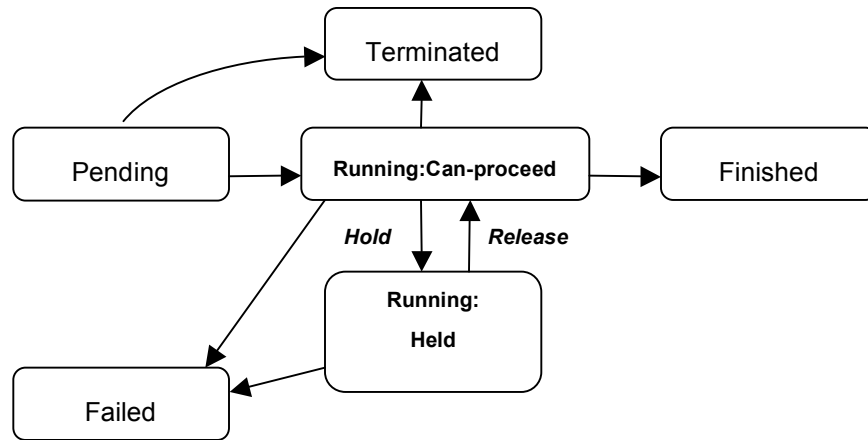 Terminated
Pending
Running:Can-proceed
Finished
Hold
Release
Running:
Held
Failed